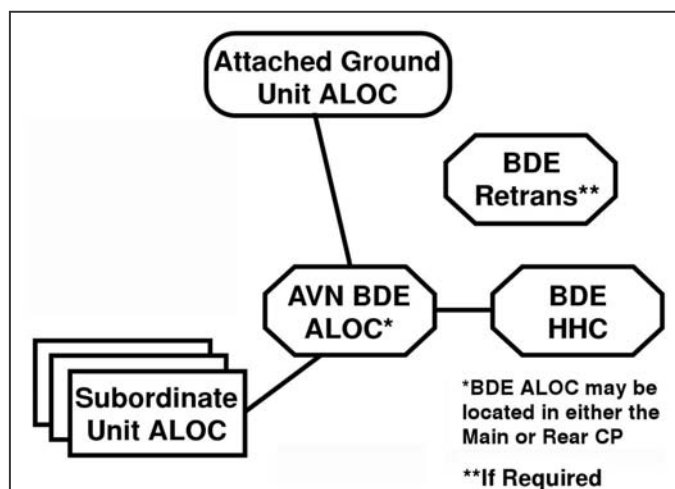 Attached Ground
Unit ALOC
BDE
Retrans**
AVN BDE
ALOC*
BDE
HHC
Subordinate
Unit ALOC
*BDE ALOC may be
located in either the
Main or Rear CP
**If Required